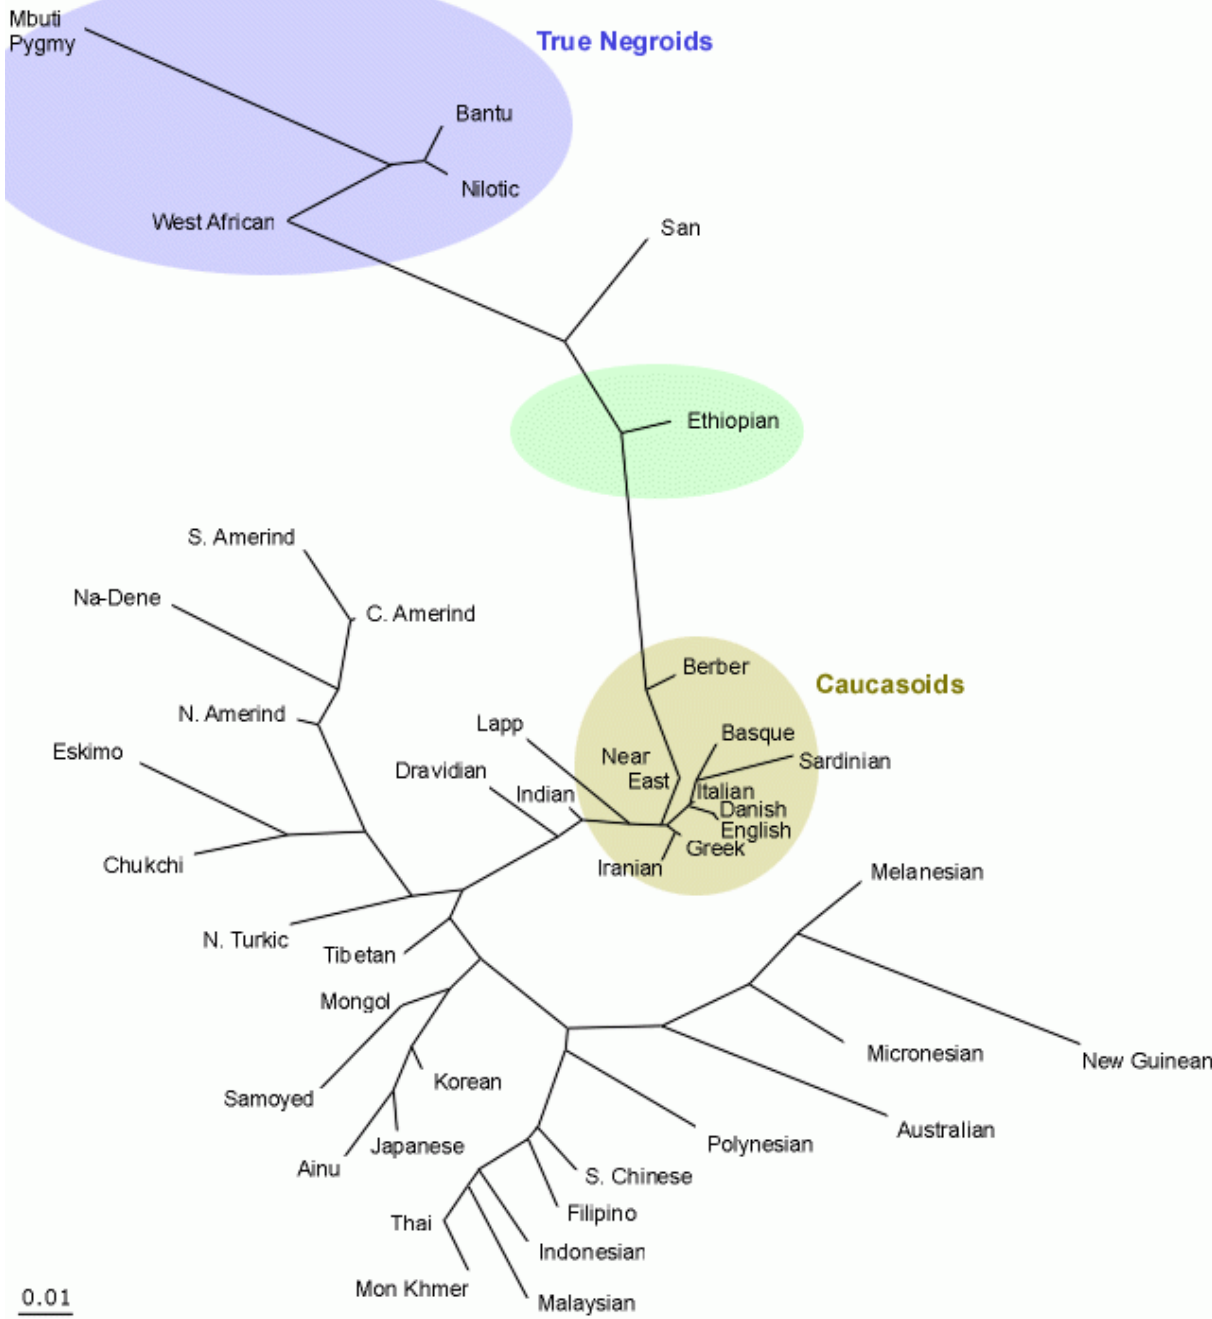 Mbuti
Pygmy
True Negroids
Bantu
Nilotic
West African
San
Ethiopian
S. Amerind
Na-Dene
C. Amerind
Berber
Caucasoids
N. Amerind
Lapp
Basque
Eskimo
Near
East
Sardinian
Dravidian
Indian
Italian
Danish
English
Greek
Chukchi
Iranian
Melanesian
N. Turkic
Tibetan
Mongol
Micronesian
New Guinean
Korean
Samoyed
Australian
Japanese
Polynesian
Ainu
S. Chinese
Filipino
Thai
Indonesian
Mon Khmer
Malaysian
0.01